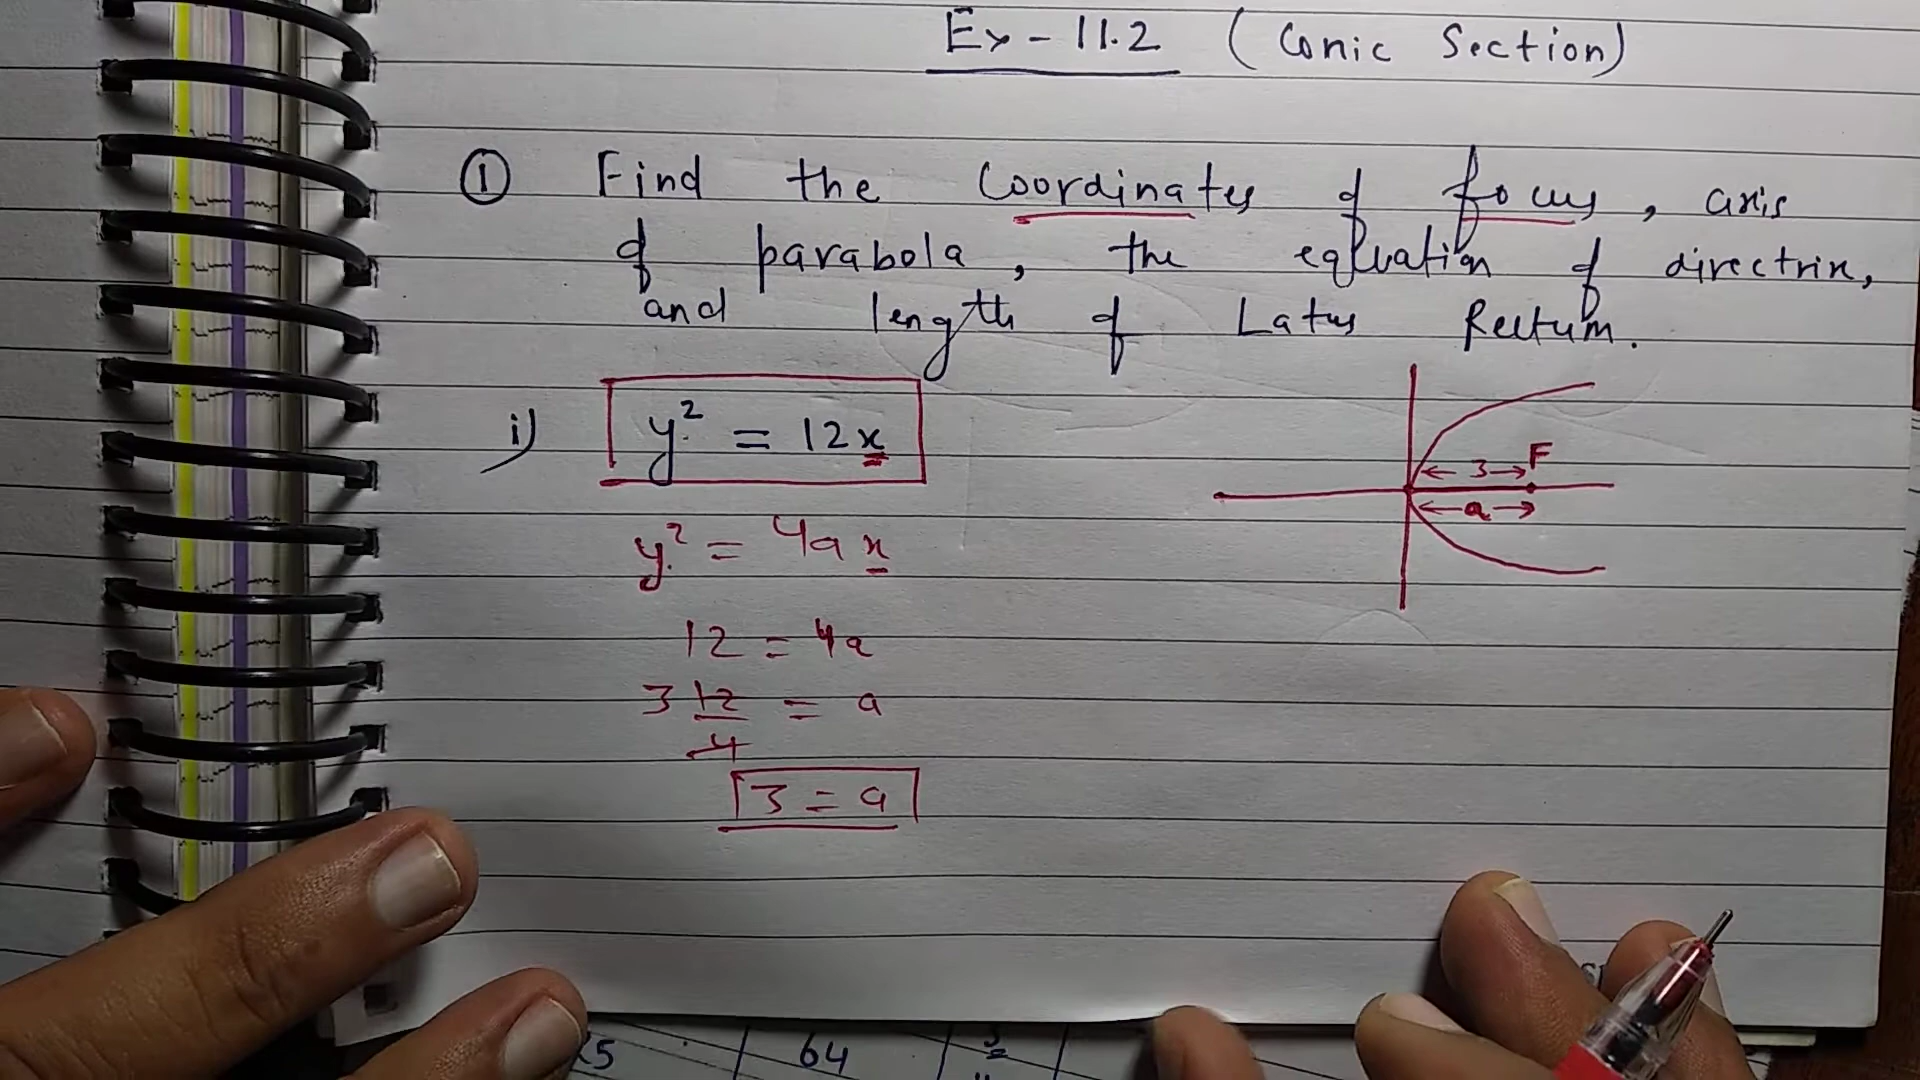 Ex - 11.2 (Conic Section)
① Find the Coordinates of focus, axis
of parabola, the equation of directrix,
and length of Latus Rectum.
i) y² = 12x
y² = 4ax
12 = 4a
3 12/4 = a
3 = a
F
← 3 →
← a →
64